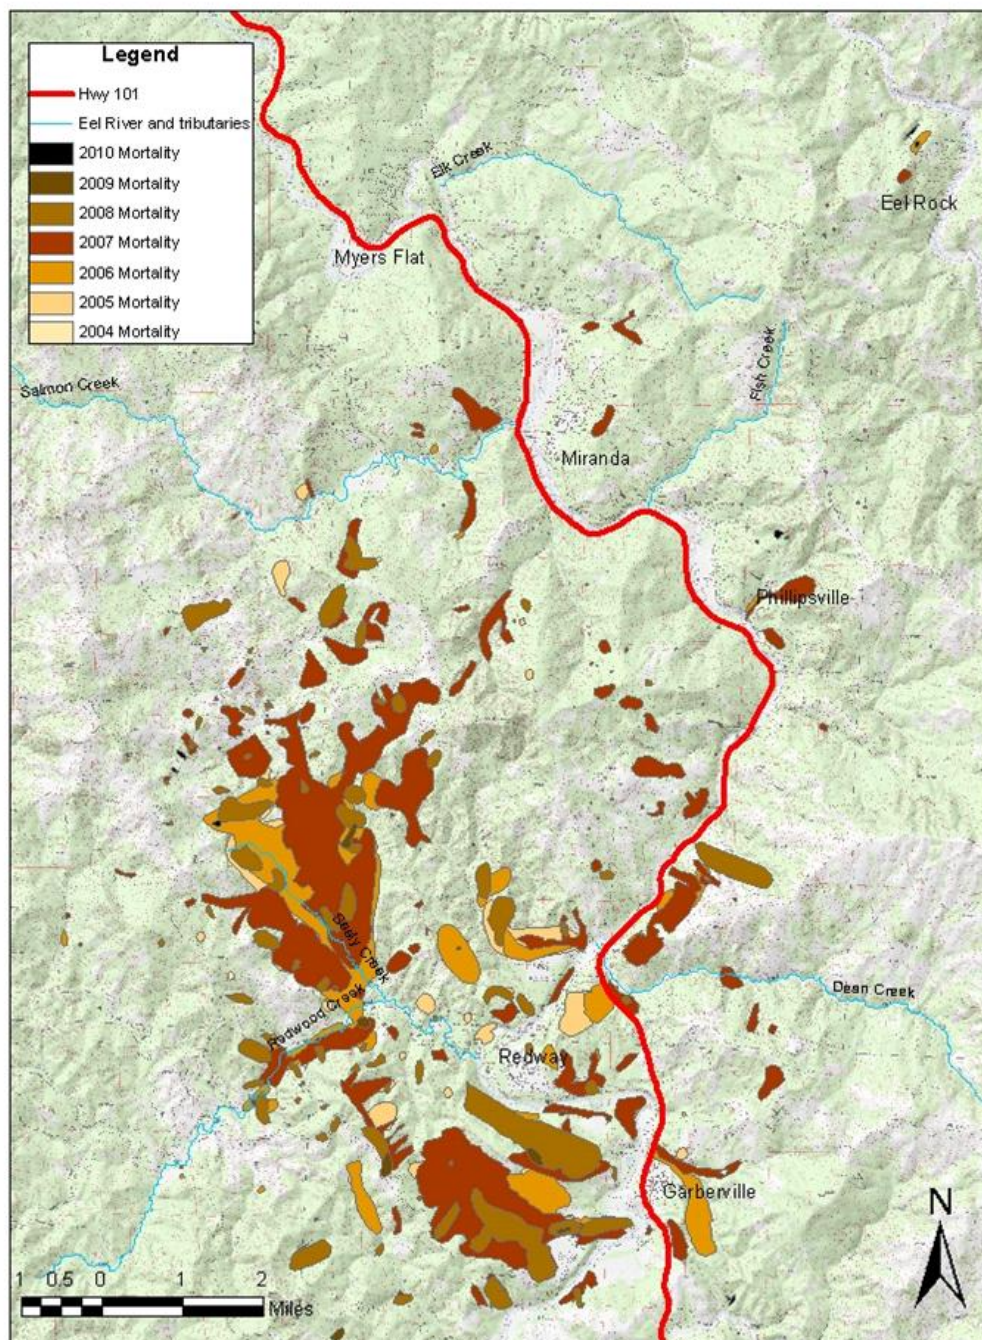 Legend
Hwy 101
Eel River and tributaries
2010 Mortality
2009 Mortality
2008 Mortality
2007 Mortality
2006 Mortality
2005 Mortality
2004 Mortality
Elk Creek
Eel Rock
Myers Flat
Salmon Creek
Fish Creek
Miranda
Phillipsville
Seely Creek
Redwood Creek
Dean Creek
Redway
Garberville
N
1 0.5 0 1 2
Miles